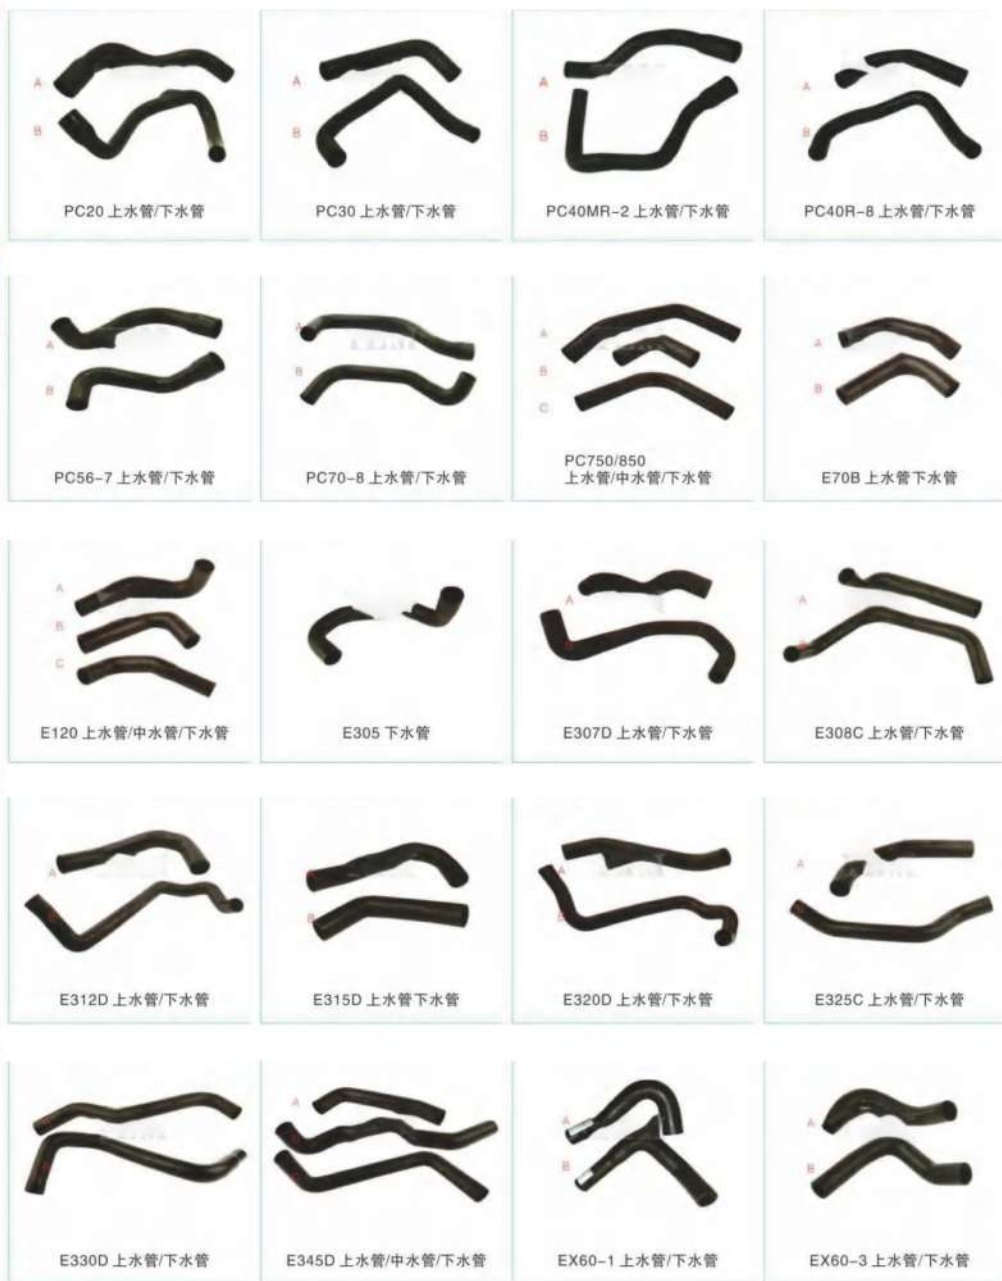 A
B
PC20 上水管/下水管
A
B
PC30 上水管/下水管
A
B
PC40MR-2 上水管/下水管
A
B
PC40R-8 上水管/下水管
A
B
PC56-7 上水管/下水管
A
B
PC70-8 上水管/下水管
A
B
C
PC750/850
上水管/中水管/下水管
A
B
E70B 上水管下水管
A
B
C
E120 上水管/中水管/下水管
E305 下水管
A
B
E307D 上水管/下水管
A
B
E308C 上水管/下水管
A
B
E312D 上水管/下水管
A
B
E315D 上水管下水管
A
B
E320D 上水管/下水管
A
B
E325C 上水管/下水管
E330D 上水管/下水管
A
E345D 上水管/中水管/下水管
A
B
EX60-1 上水管/下水管
A
B
EX60-3 上水管/下水管